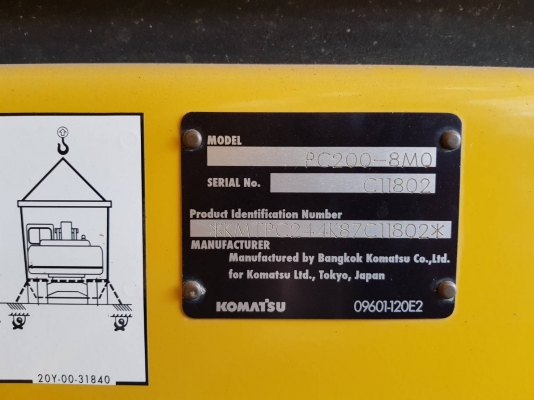 MODEL
PC200-8M0
SERIAL No.
C11802
Product Identification Number
MANUFACTURER
Manufactured by Bangkok Komatsu Co.,Ltd.
for Komatsu Ltd., Tokyo, Japan
KOMATSU
09601-120E2
20Y-00-31840